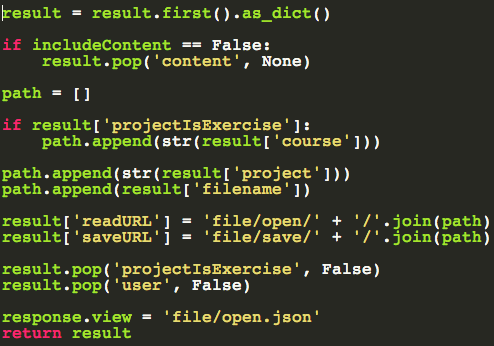 result = result.first().as_dict()
if includeContent == False:
    result.pop('content', None)
path = []
if result['projectIsExercise']:
    path.append(str(result['course']))
path.append(str(result['project']))
path.append(result['filename'])
result['readURL'] = 'file/open/' + '/'.join(path)
result['saveURL'] = 'file/save/' + '/'.join(path)
result.pop('projectIsExercise', False)
result.pop('user', False)
response.view = 'file/open.json'
return result